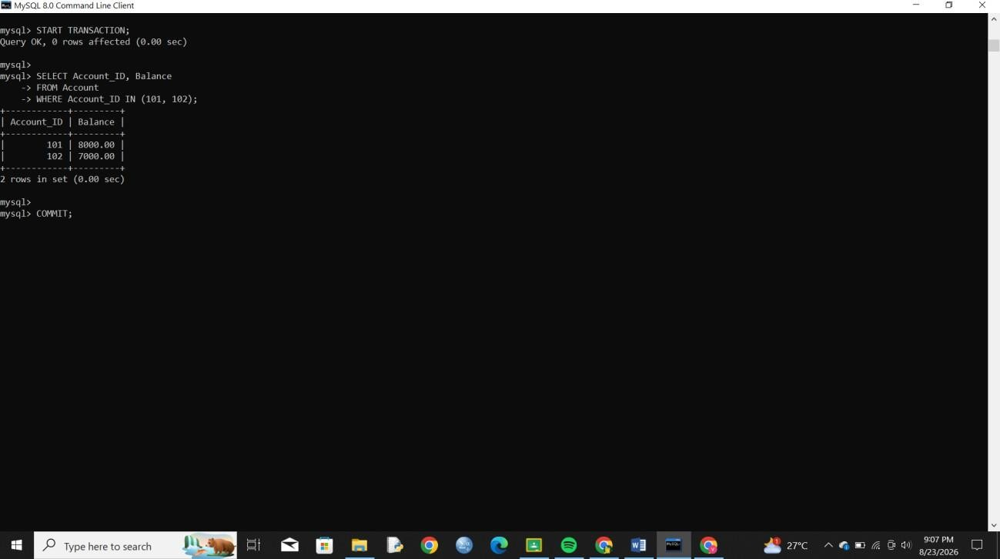 MySQL 8.0 Command Line Client
mysql> START TRANSACTION;
Query OK, 0 rows affected (0.00 sec)
mysql>
mysql> SELECT Account_ID, Balance
    -> FROM Account
    -> WHERE Account_ID IN (101, 102);
+------------+---------+
| Account_ID | Balance |
+------------+---------+
|        101 | 8000.00 |
|        102 | 7000.00 |
+------------+---------+
2 rows in set (0.00 sec)
mysql>
mysql> COMMIT;
Type here to search
1
27°C
9:07 PM
8/23/2026